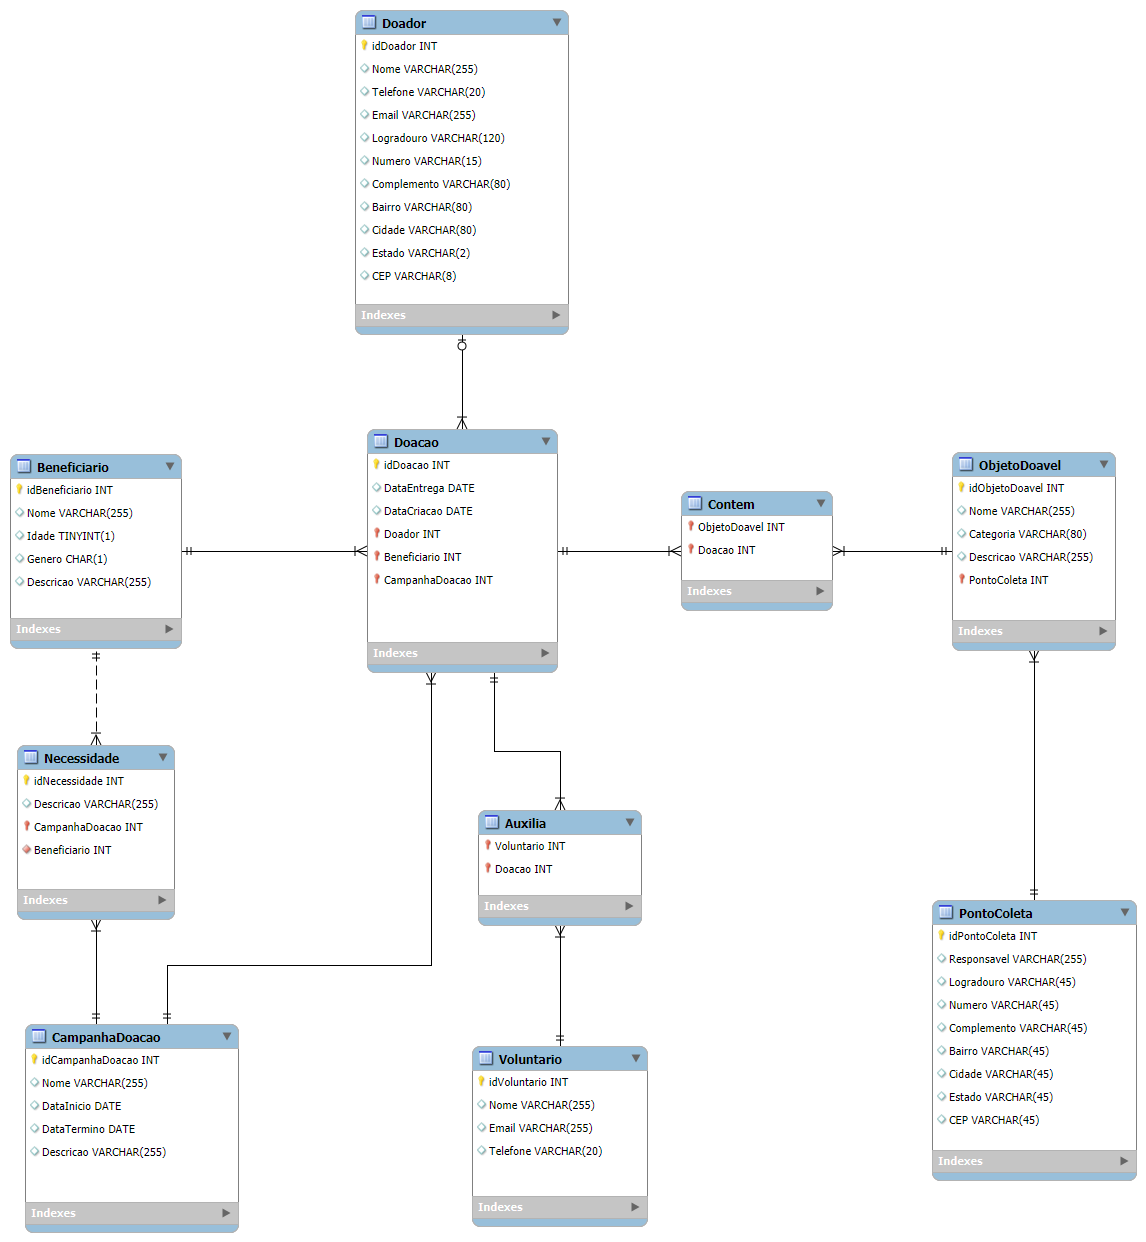 Doador
idDoador INT
Nome VARCHAR(255)
Telefone VARCHAR(20)
Email VARCHAR(255)
Logradouro VARCHAR(120)
Numero VARCHAR(15)
Complemento VARCHAR(80)
Bairro VARCHAR(80)
Cidade VARCHAR(80)
Estado VARCHAR(2)
CEP VARCHAR(8)
Indexes
Beneficiario
idBeneficiario INT
Nome VARCHAR(255)
Idade TINYINT(1)
Genero CHAR(1)
Descricao VARCHAR(255)
Indexes
Doacao
idDoacao INT
DataEntrega DATE
DataCriacao DATE
Doador INT
Beneficiario INT
CampanhaDoacao INT
Indexes
Contem
ObjetoDoavel INT
Doacao INT
Indexes
ObjetoDoavel
idObjetoDoavel INT
Nome VARCHAR(255)
Categoria VARCHAR(80)
Descricao VARCHAR(255)
PontoColeta INT
Indexes
Necessidade
idNecessidade INT
Descricao VARCHAR(255)
CampanhaDoacao INT
Beneficiario INT
Indexes
Auxilia
Voluntario INT
Doacao INT
Indexes
PontoColeta
idPontoColeta INT
Responsavel VARCHAR(255)
Logradouro VARCHAR(45)
Numero VARCHAR(45)
Complemento VARCHAR(45)
Bairro VARCHAR(45)
Cidade VARCHAR(45)
Estado VARCHAR(45)
CEP VARCHAR(45)
Indexes
CampanhaDoacao
idCampanhaDoacao INT
Nome VARCHAR(255)
DataInicio DATE
DataTermino DATE
Descricao VARCHAR(255)
Indexes
Voluntario
idVoluntario INT
Nome VARCHAR(255)
Email VARCHAR(255)
Telefone VARCHAR(20)
Indexes